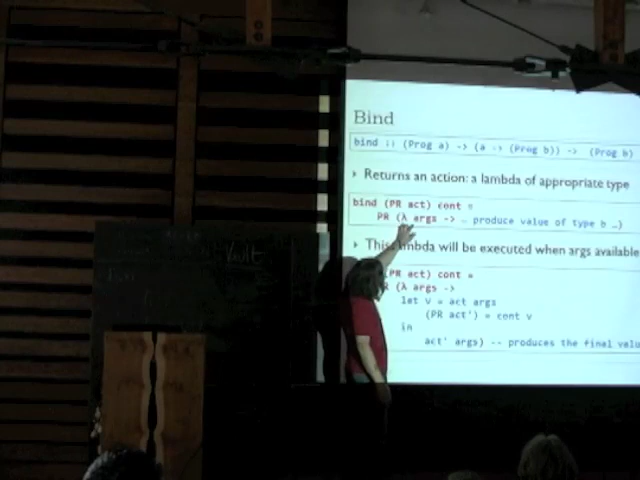 Bind
bind :: (Prog a) -> (a -> (Prog b)) -> (Prog b)
Returns an action: a lambda of appropriate type
bind (PR act) cont =
PR (λ args -> … produce value of type b …)
This lambda will be executed when args available
(PR act) cont =
(λ args ->
let v = act args
(PR act') = cont v
in
act' args) -- produces the final valu
Vault